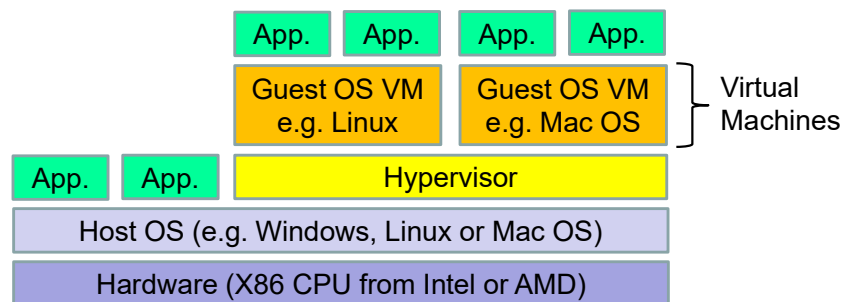 App.
App.
App.
App.
Guest OS VM
e.g. Linux
Guest OS VM
e.g. Mac OS
Virtual
Machines
App.
App.
Hypervisor
Host OS (e.g. Windows, Linux or Mac OS)
Hardware (X86 CPU from Intel or AMD)